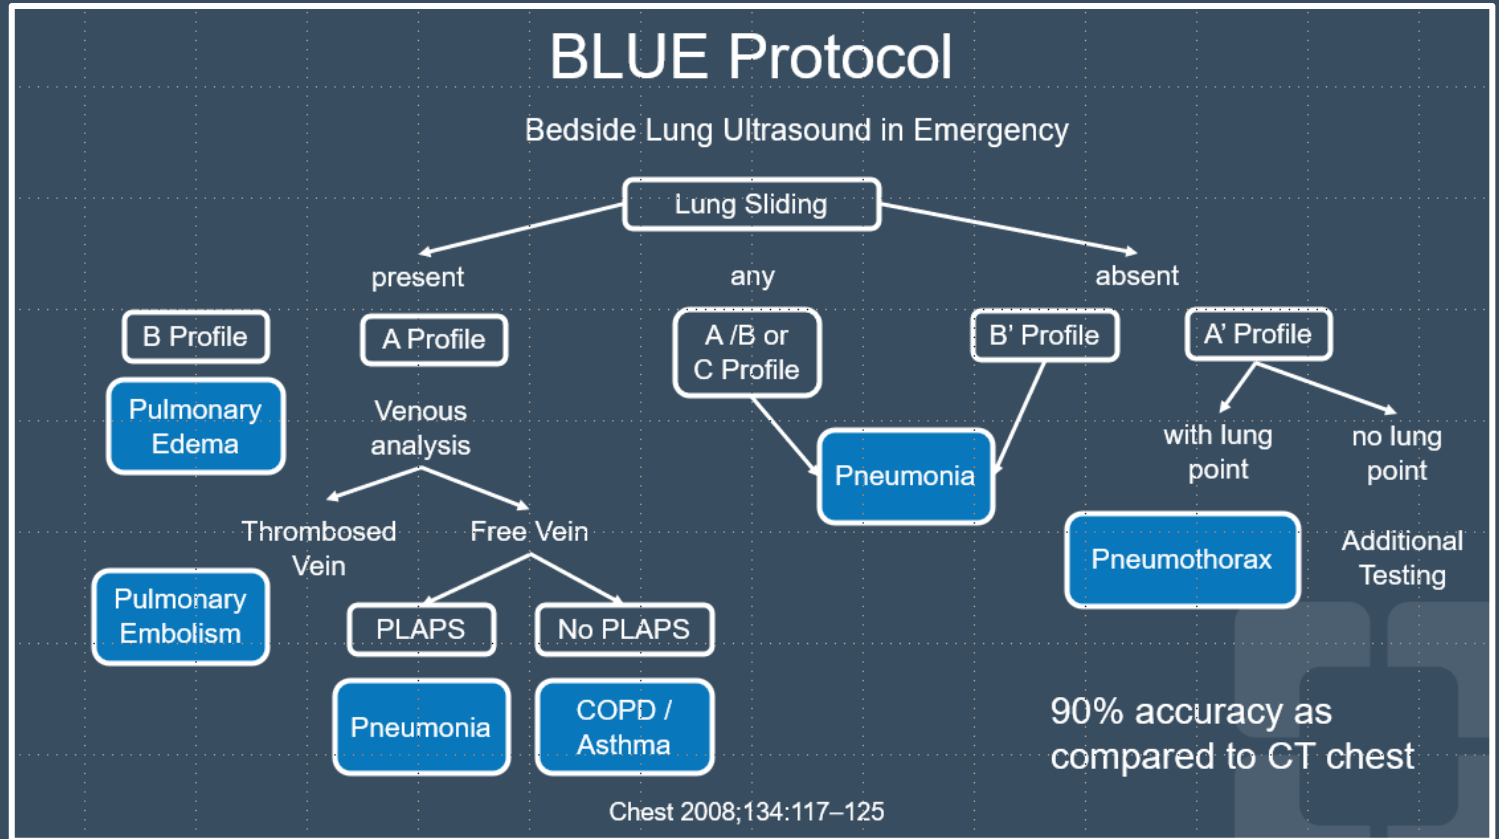 BLUE Protocol
Bedside Lung Ultrasound in Emergency
Lung Sliding
present
any
absent
B Profile
A Profile
A /B or
C Profile
B’ Profile
A’ Profile
Pulmonary
Edema
Venous
analysis
Pneumonia
with lung
point
no lung
point
Thrombosed
Vein
Free Vein
Pneumothorax
Additional
Testing
Pulmonary
Embolism
PLAPS
No PLAPS
Pneumonia
COPD /
Asthma
90% accuracy as
compared to CT chest
Chest 2008;134:117–125